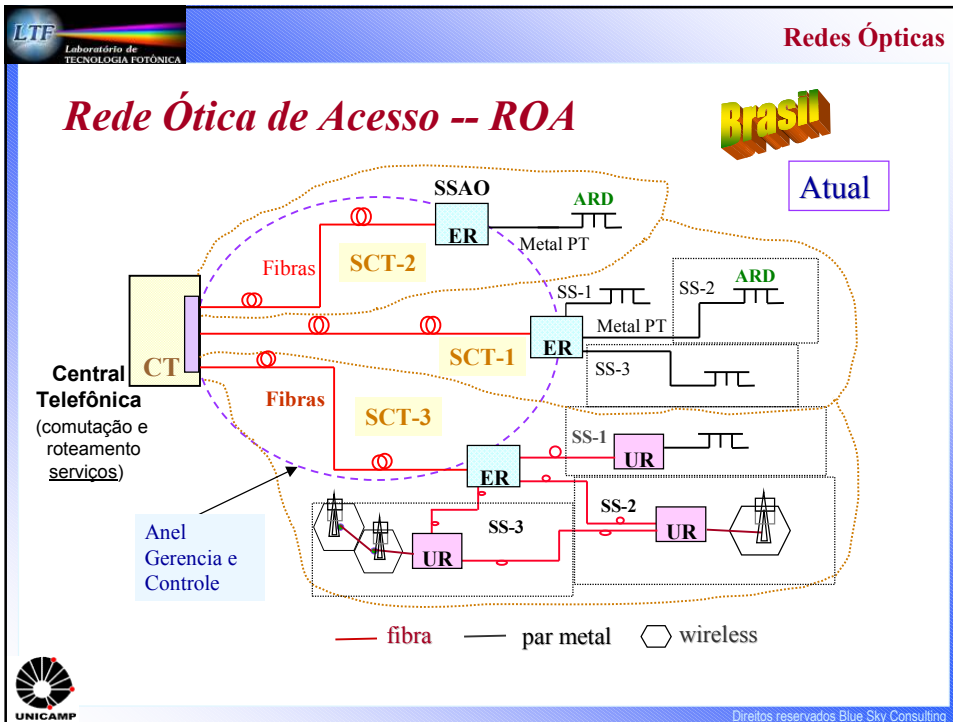 LTF
Laboratório de
TECNOLOGIA FOTÔNICA
Redes Ópticas
Rede Ótica de Acesso -- ROA
Brasil
Atual
SSAO
ER
ARD
Metal PT
Fibras
SCT-2
SS-1
SS-2
ARD
Metal PT
ER
SCT-1
SS-3
CT
Central
Telefônica
(comutação e
roteamento
serviços)
Fibras
SCT-3
SS-1
UR
ER
SS-2
UR
SS-3
UR
Anel
Gerencia e
Controle
fibra
par metal
wireless
UNICAMP
Direitos reservados Blue Sky Consulting